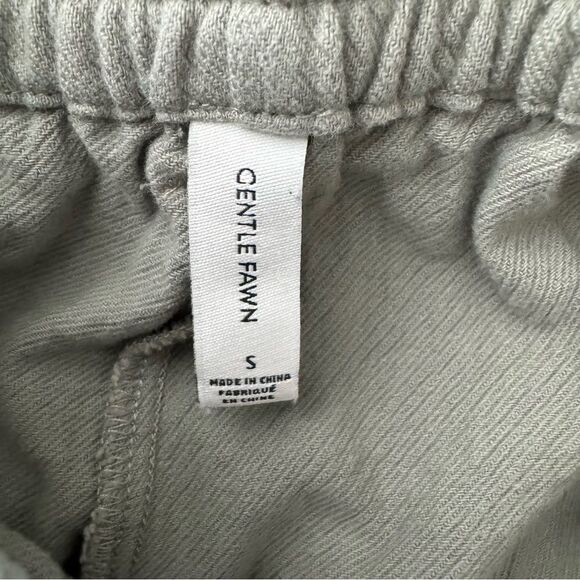 GENTLE FAWN
S
MADE IN CHINA
FABRIQUÉ
EN CHINE